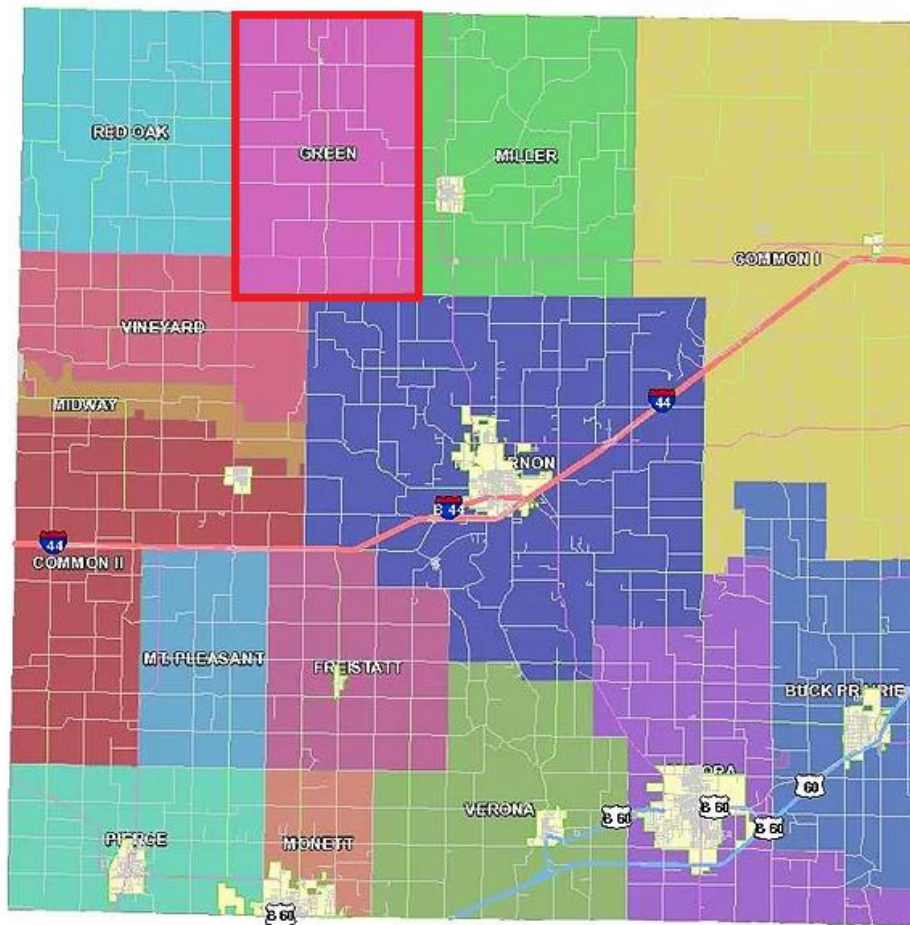 RED OAK
GREEN
MILLER
COMMON I
VINEYARD
MIDWAY
44
RNON
B 44
44
COMMON II
MT. PLEASANT
FREISTATT
BUCK PRAIRIE
60
B 60
B 60
B 60
VERONA
PIERCE
MONETT
B 60